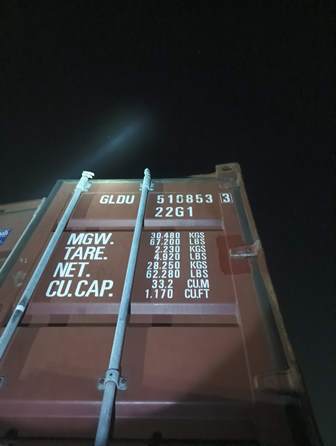 GLDU 510853 3
22G1
MGW. 30.480 KGS
67.200 LBS
TARE. 2.230 KGS
4.920 LBS
NET. 28.250 KGS
62.280 LBS
CU.CAP. 33.2 CU.M
1.170 CU.FT